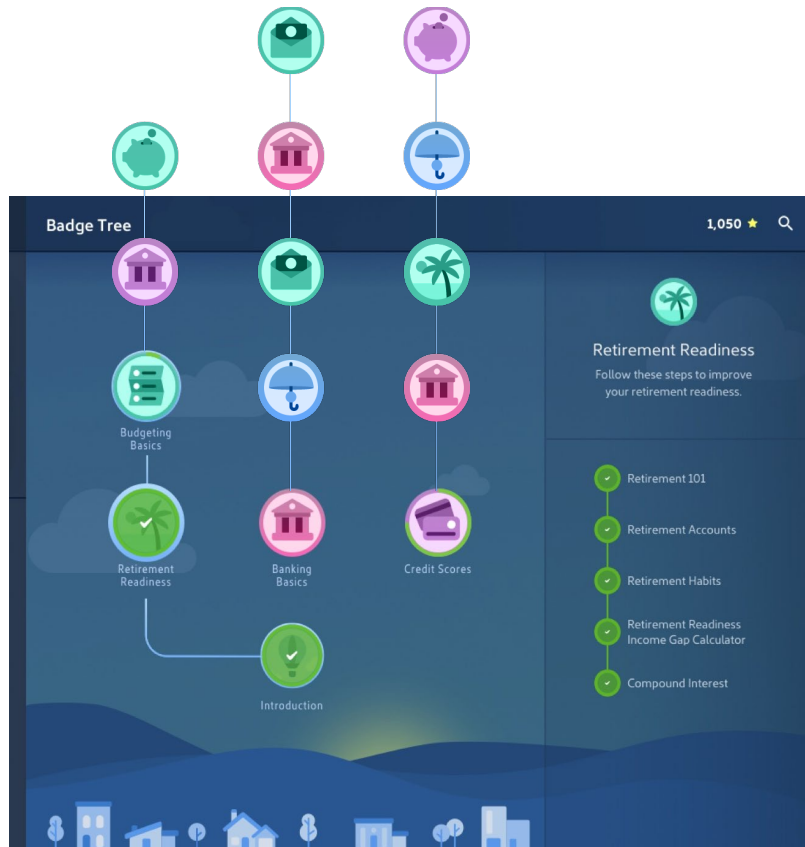 Badge Tree
1,050
Budgeting
Basics
Retirement
Readiness
Banking
Basics
Credit Scores
Introduction
Retirement Readiness
Follow these steps to improve
your retirement readiness.
Retirement 101
Retirement Accounts
Retirement Habits
Retirement Readiness
Income Gap Calculator
Compound Interest